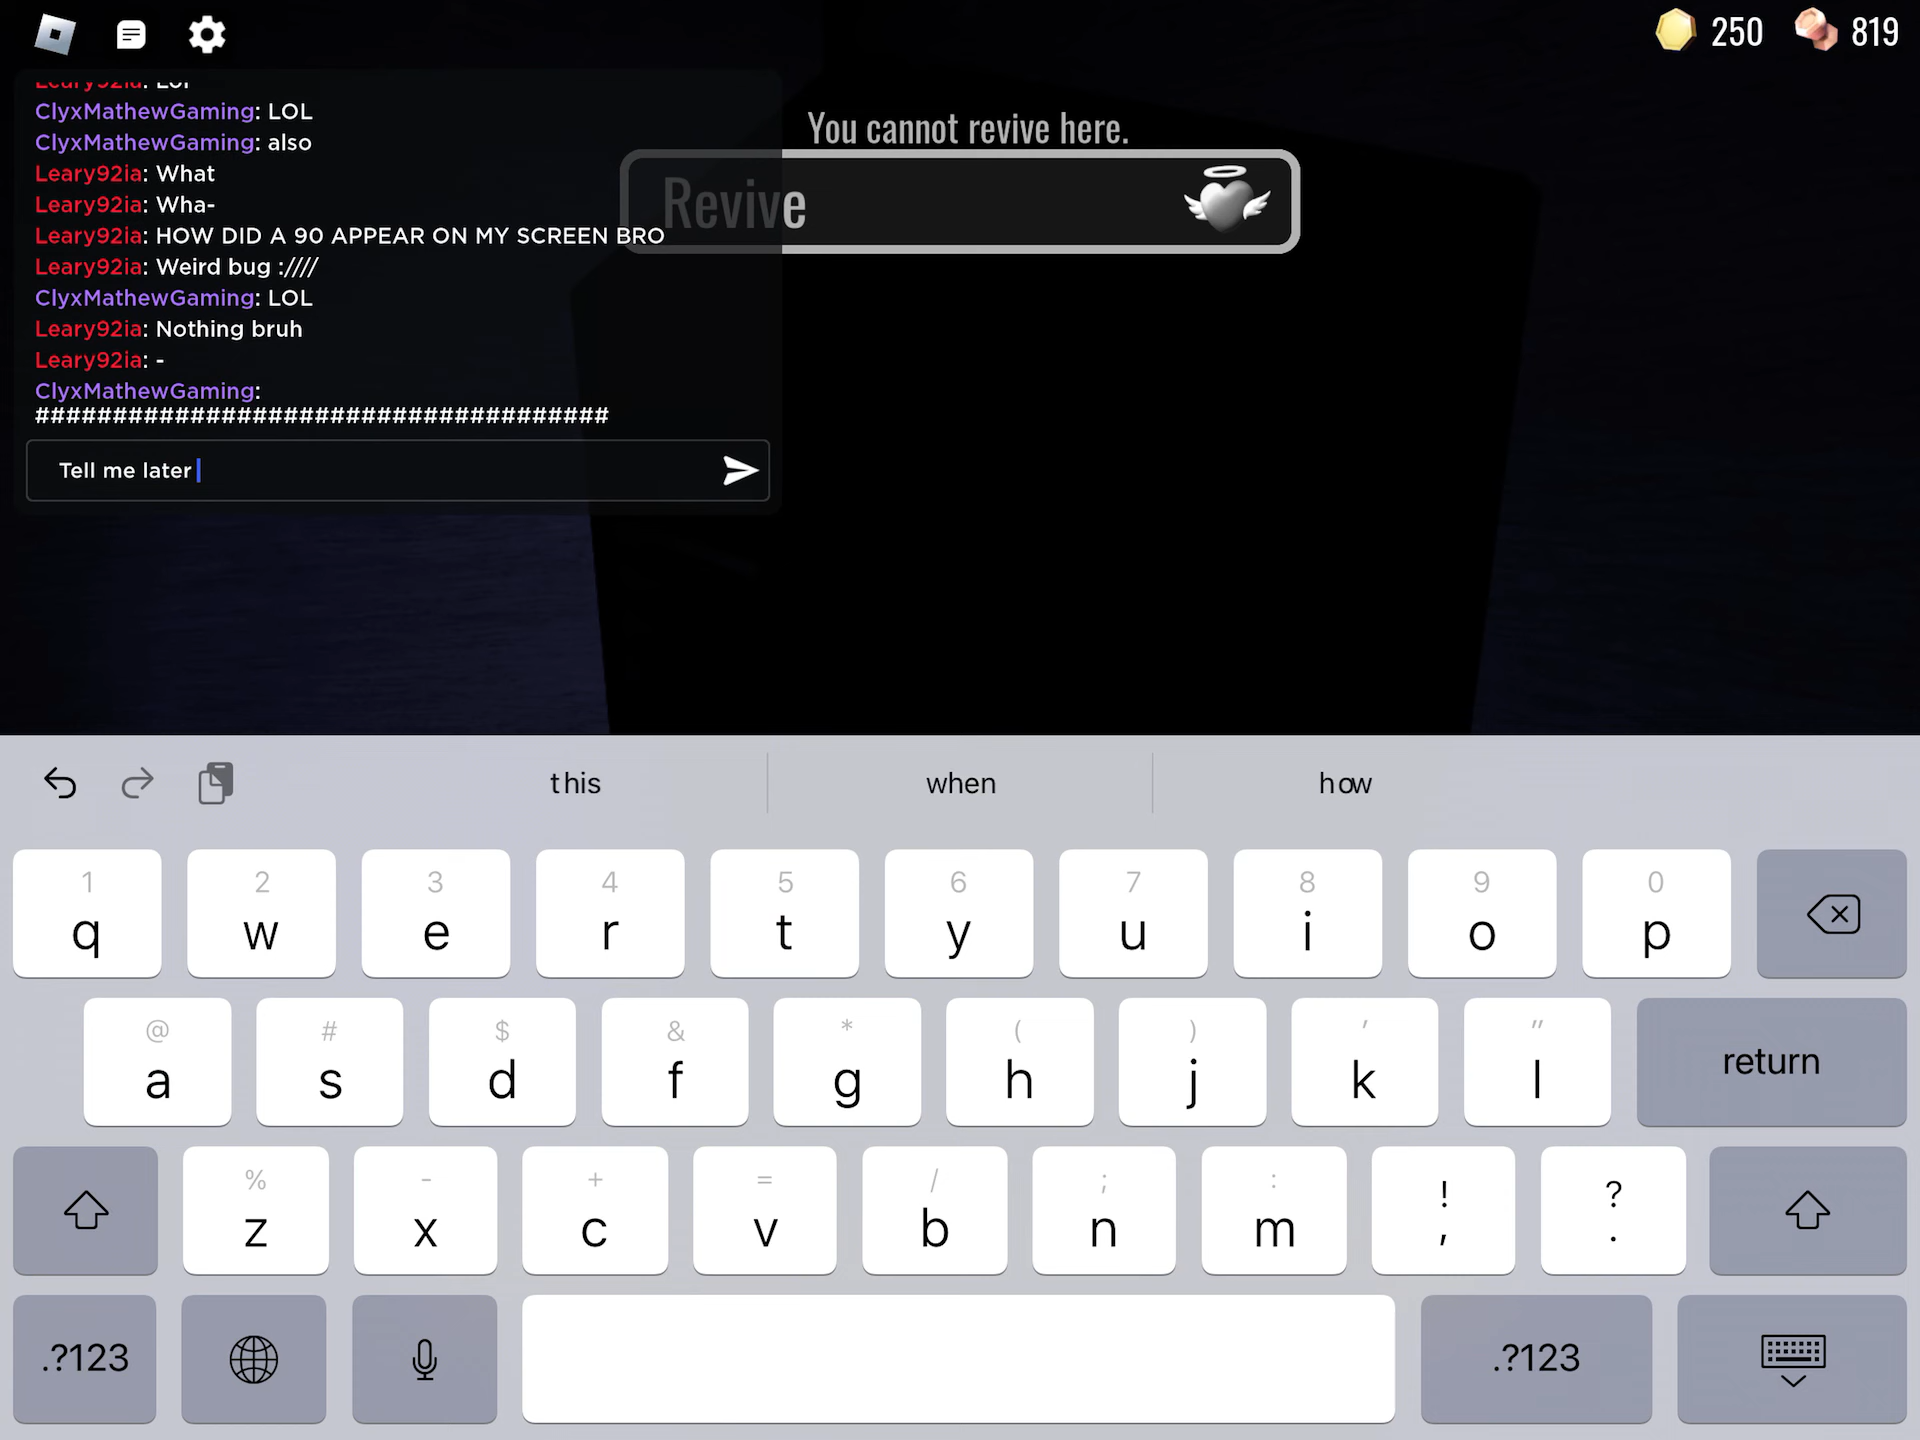 250 819
Leary92ia: Lol
ClyxMathewGaming: LOL
ClyxMathewGaming: also
Leary92ia: What
Leary92ia: Wha-
Leary92ia: HOW DID A 90 APPEAR ON MY SCREEN BRO
Leary92ia: Weird bug :////
ClyxMathewGaming: LOL
Leary92ia: Nothing bruh
Leary92ia: -
ClyxMathewGaming:
#####################################
Tell me later
You cannot revive here.
Revive
this when how
1 2 3 4 5 6 7 8 9 0
q w e r t y u i o p
@ # $ & * ( ) ' "
a s d f g h j k l return
% - + = / ; : ! ?
z x c v b n m , .
.?123 .?123